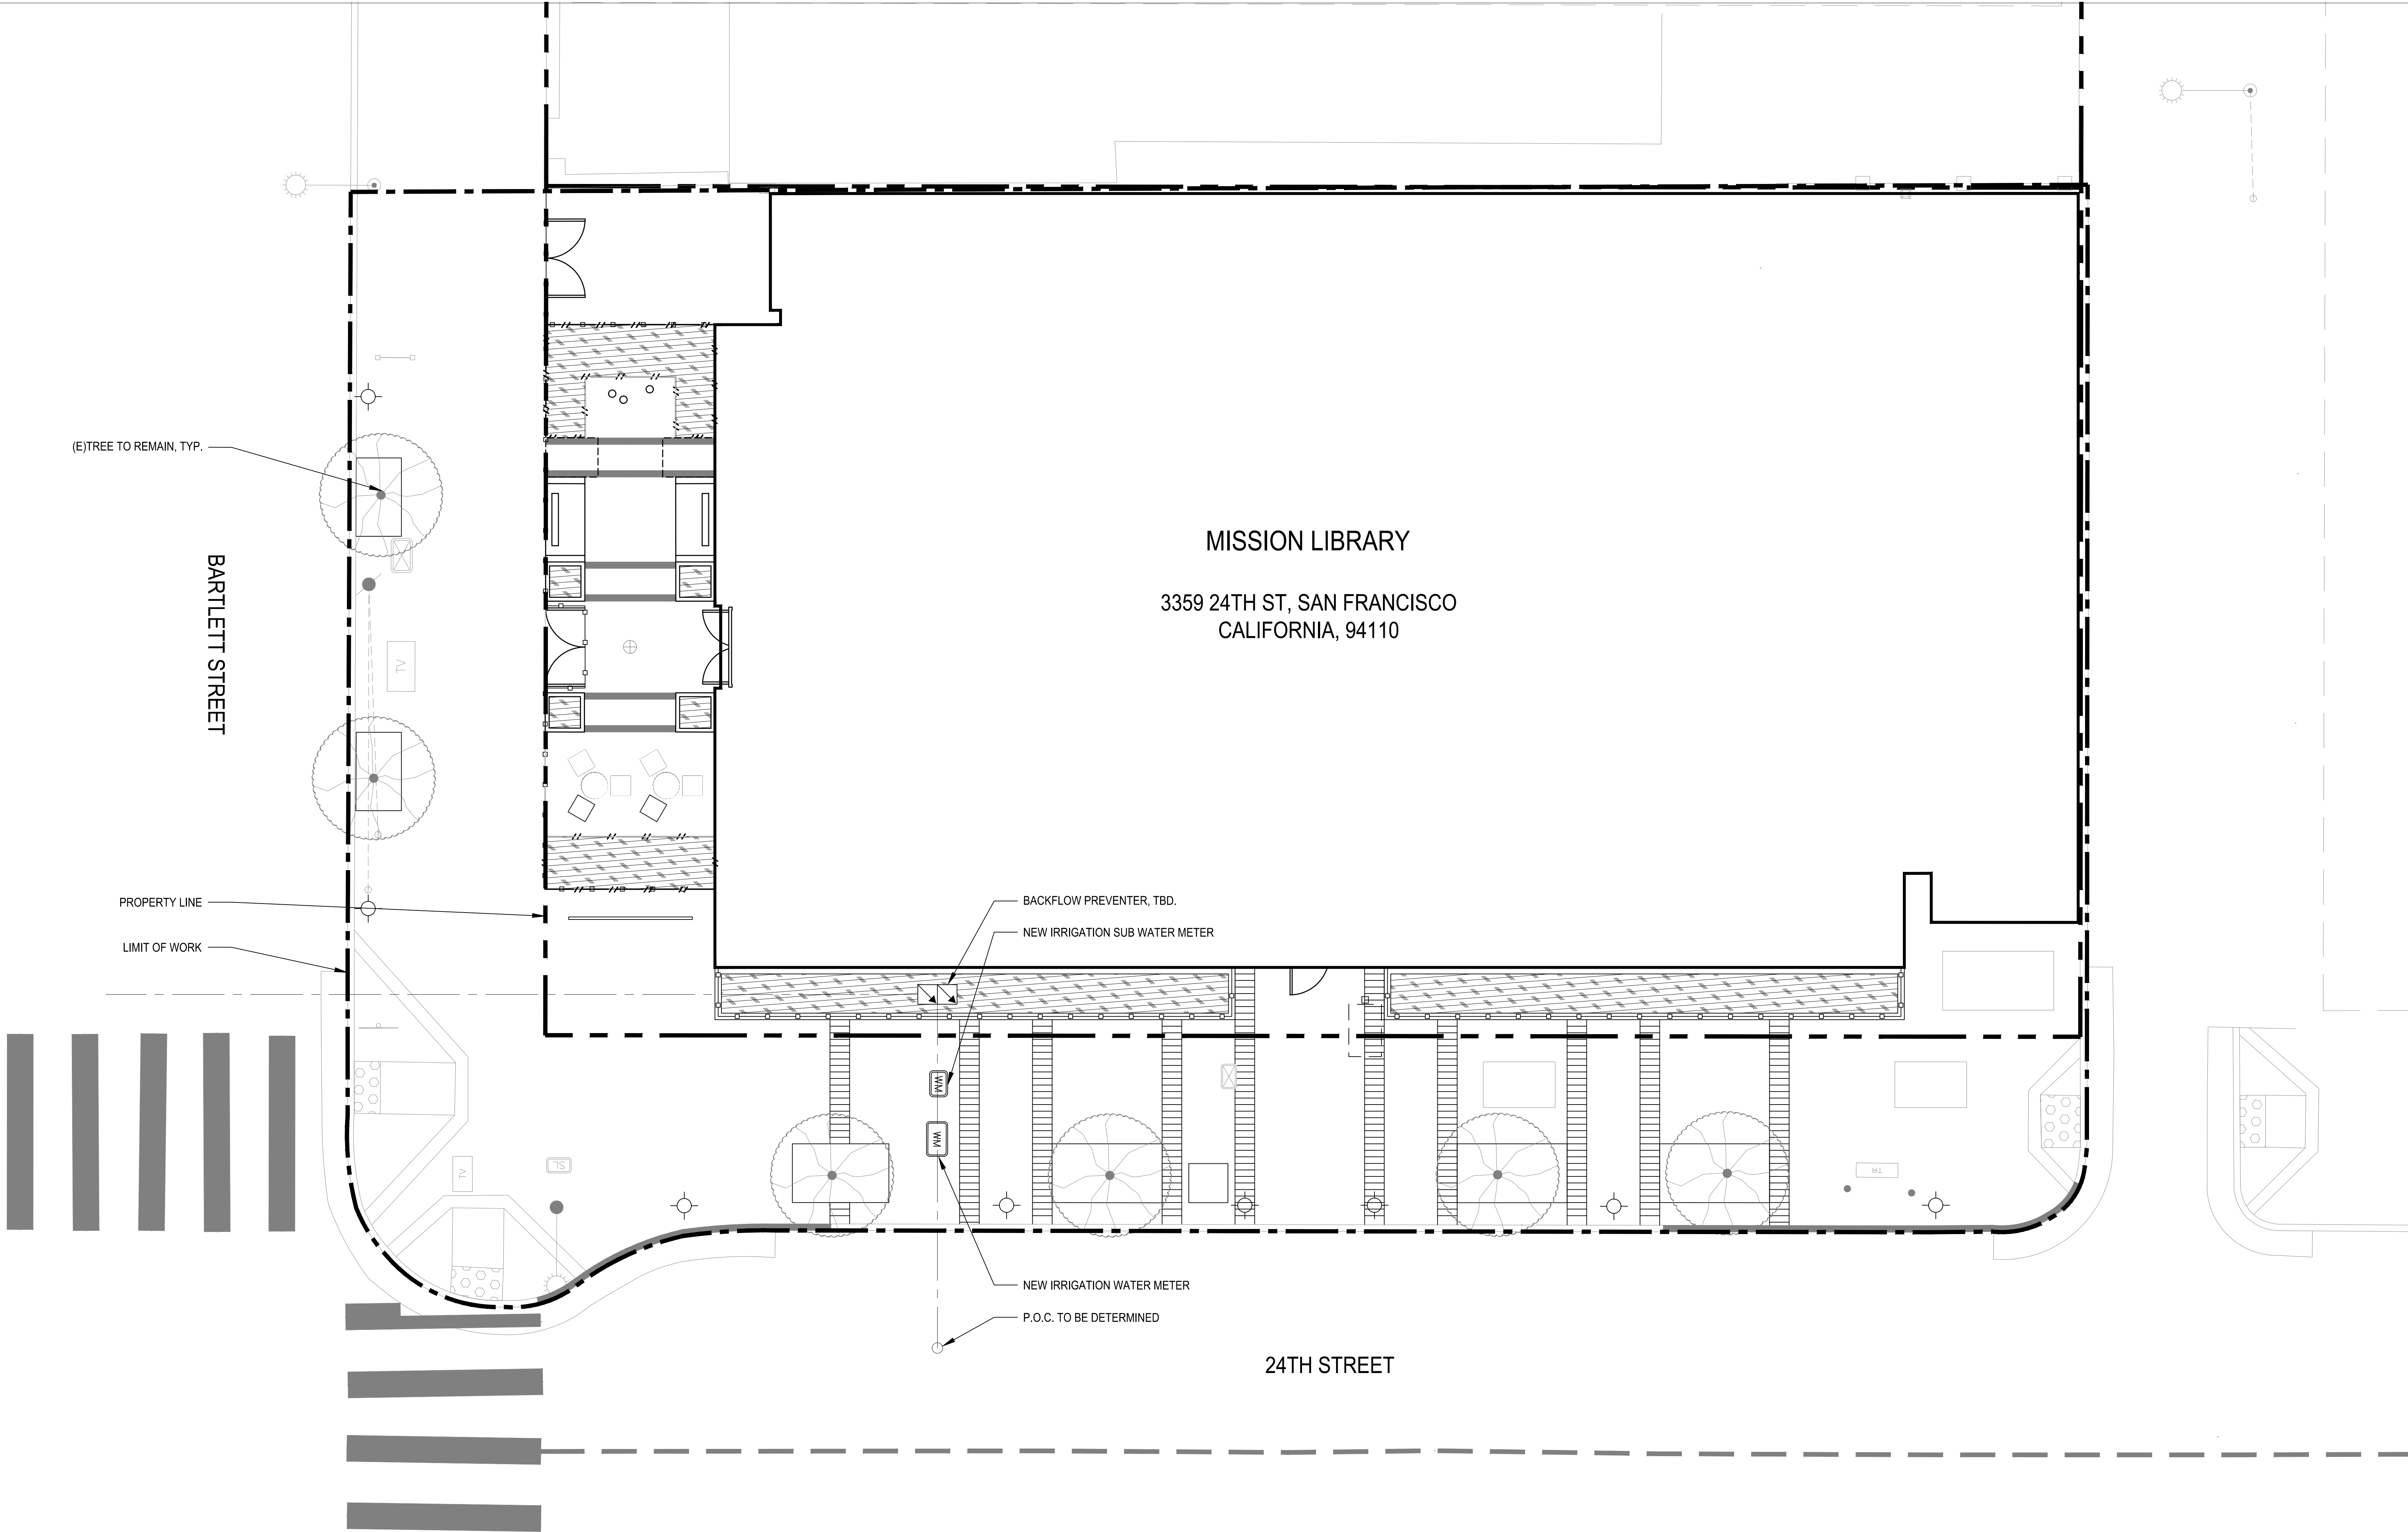 (E)TREE TO REMAIN, TYP.
BARTLETT STREET
MISSION LIBRARY
3359 24TH ST, SAN FRANCISCO
CALIFORNIA, 94110
PROPERTY LINE
LIMIT OF WORK
BACKFLOW PREVENTER, TBD.
NEW IRRIGATION SUB WATER METER
WM
WM
SL
TR
NEW IRRIGATION WATER METER
P.O.C. TO BE DETERMINED
24TH STREET